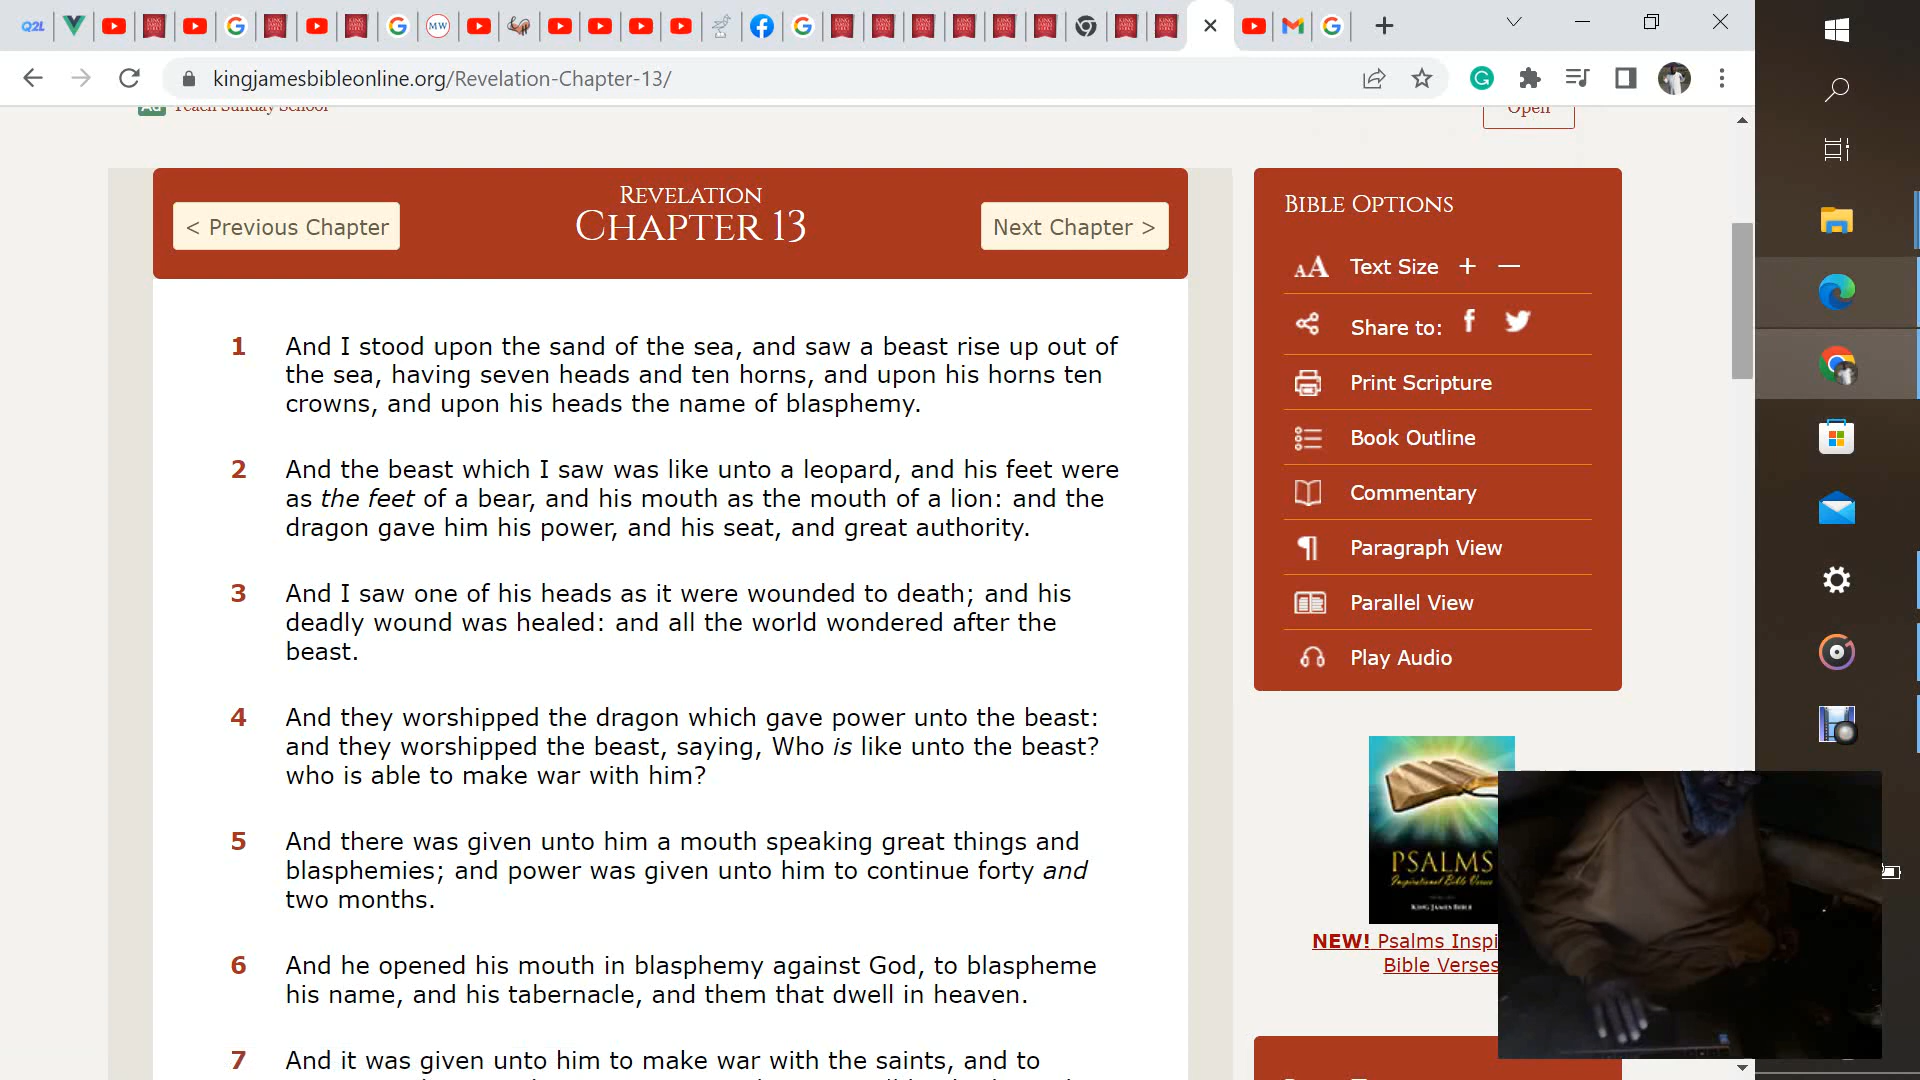 Q2L
MW
kingjamesbibleonline.org/Revelation-Chapter-13/
Ad Teach Sunday School
Open
REVELATION
< Previous Chapter
CHAPTER 13
Next Chapter >
1 And I stood upon the sand of the sea, and saw a beast rise up out of
the sea, having seven heads and ten horns, and upon his horns ten
crowns, and upon his heads the name of blasphemy.
2 And the beast which I saw was like unto a leopard, and his feet were
as the feet of a bear, and his mouth as the mouth of a lion: and the
dragon gave him his power, and his seat, and great authority.
3 And I saw one of his heads as it were wounded to death; and his
deadly wound was healed: and all the world wondered after the
beast.
4 And they worshipped the dragon which gave power unto the beast:
and they worshipped the beast, saying, Who is like unto the beast?
who is able to make war with him?
5 And there was given unto him a mouth speaking great things and
blasphemies; and power was given unto him to continue forty and
two months.
6 And he opened his mouth in blasphemy against God, to blaspheme
his name, and his tabernacle, and them that dwell in heaven.
7 And it was given unto him to make war with the saints, and to
BIBLE OPTIONS
AA Text Size + —
Share to:
Print Scripture
Book Outline
Commentary
Paragraph View
Parallel View
Play Audio
PSALMS
Inspirational Bible Verses
KING JAMES BIBLE
NEW! Psalms Inspi
Bible Verses